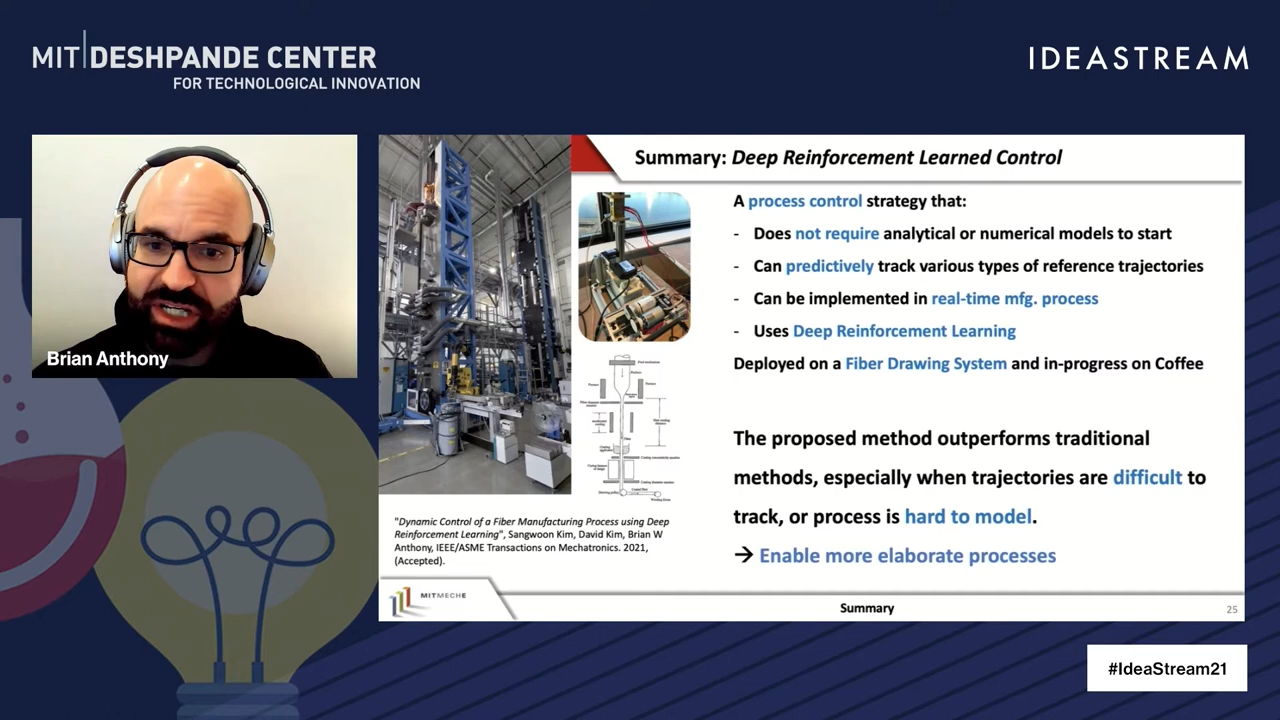 MIT DESHPANDE CENTER
FOR TECHNOLOGICAL INNOVATION
IDEASTREAM
Brian Anthony
Summary: Deep Reinforcement Learned Control
A process control strategy that:
- Does not require analytical or numerical models to start
- Can predictively track various types of reference trajectories
- Can be implemented in real-time mfg. process
- Uses Deep Reinforcement Learning
Deployed on a Fiber Drawing System and in-progress on Coffee
The proposed method outperforms traditional
methods, especially when trajectories are difficult to
track, or process is hard to model.
→ Enable more elaborate processes
"Dynamic Control of a Fiber Manufacturing Process using Deep
Reinforcement Learning", Sangwoon Kim, David Kim, Brian W
Anthony, IEEE/ASME Transactions on Mechatronics. 2021,
(Accepted).
MITMECHE
Summary
25
#IdeaStream21